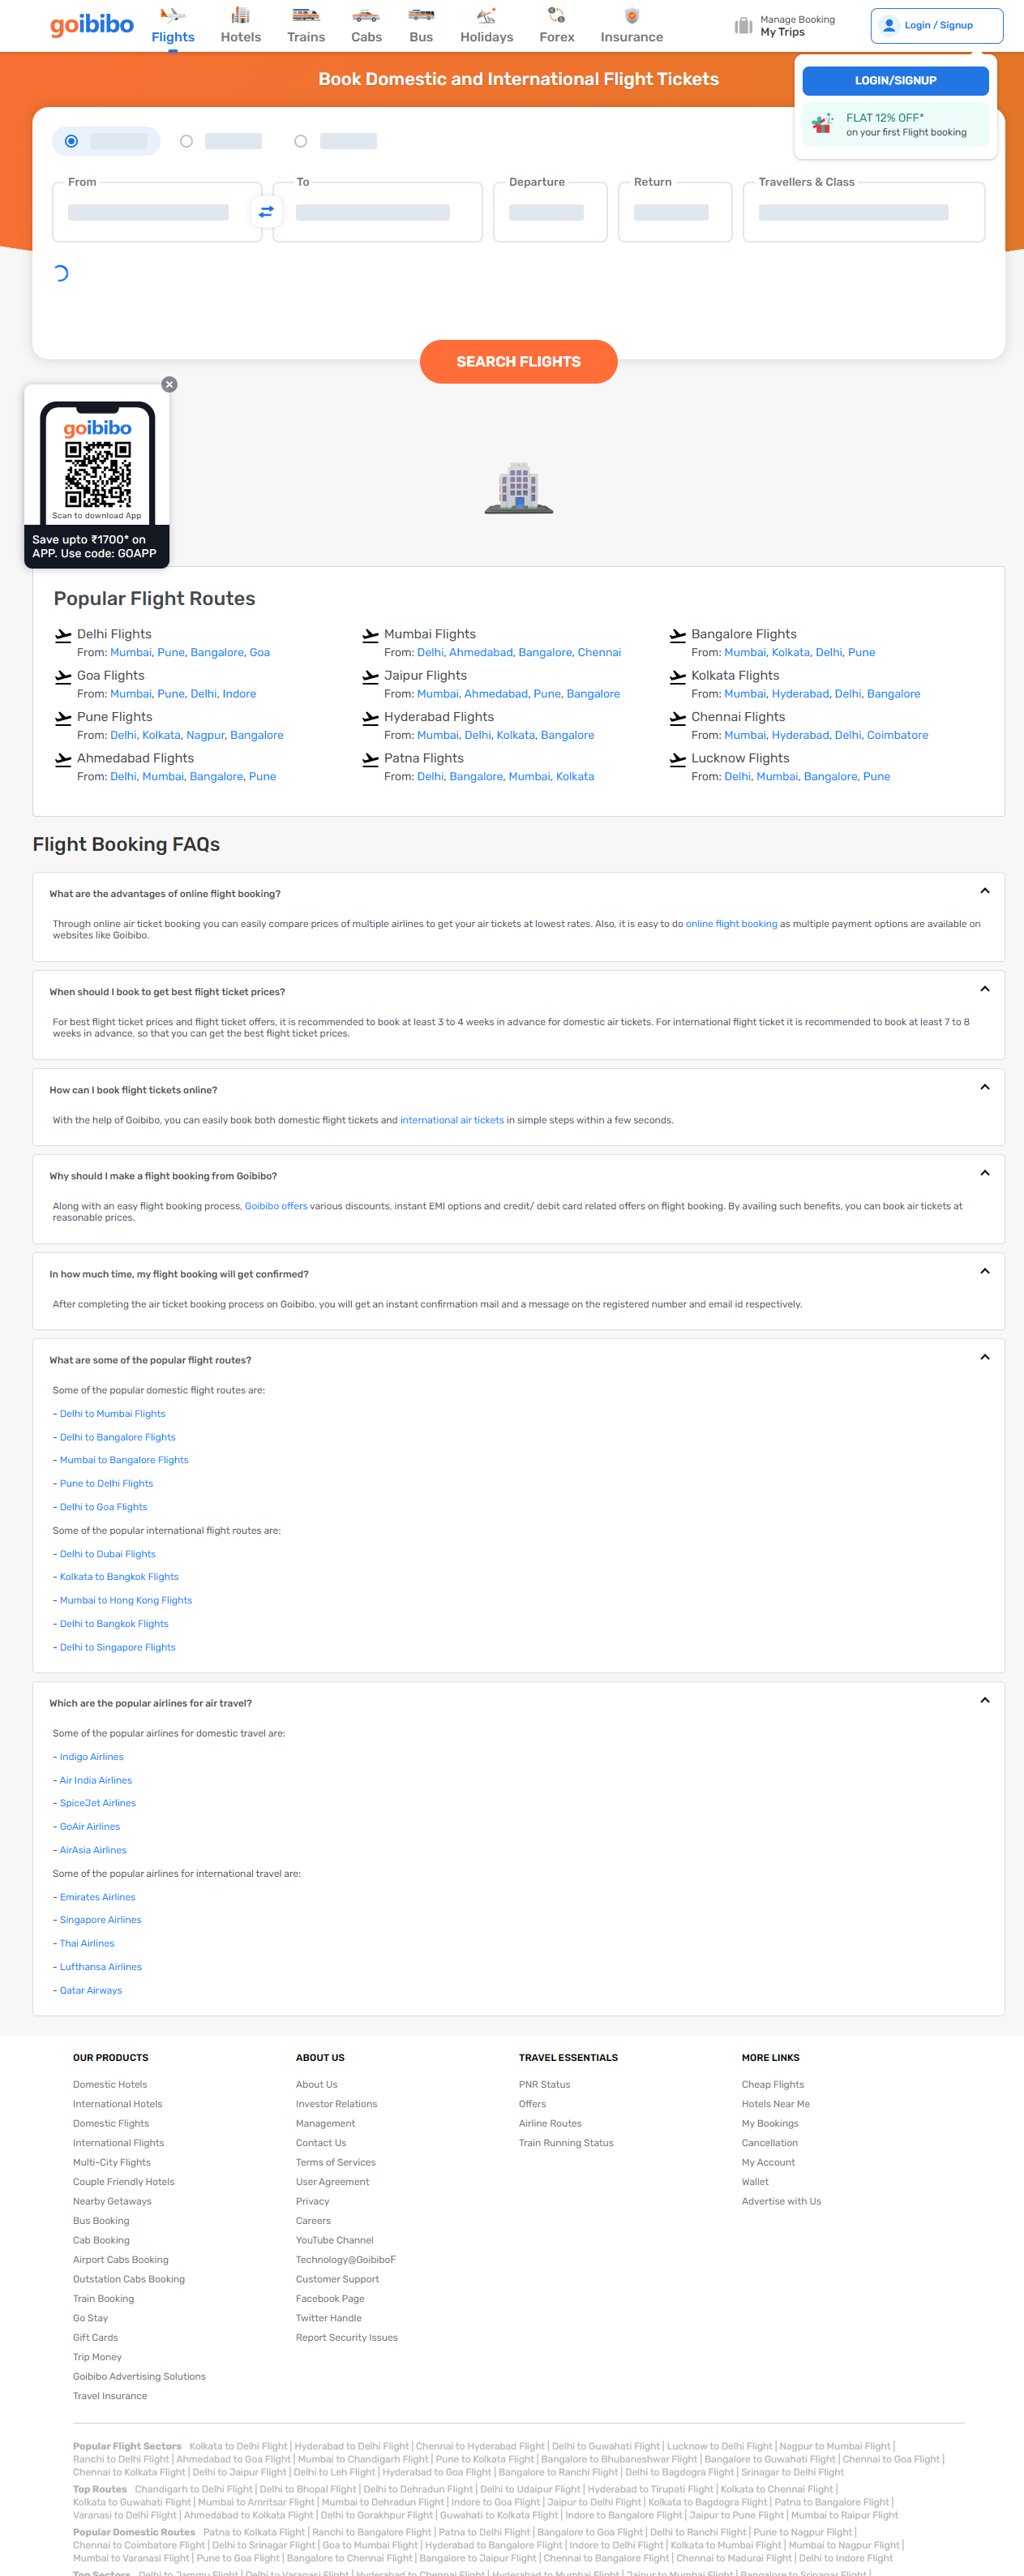 goibibo
Flights Hotels Trains Cabs Bus Holidays Forex Insurance
Manage Booking
My Trips
Login / Signup
Book Domestic and International Flight Tickets
LOGIN/SIGNUP
FLAT 12% OFF*
on your first Flight booking
From To Departure Return Travellers & Class
SEARCH FLIGHTS
goibibo
Scan to download App
Save upto ₹1700* on
APP. Use code: GOAPP
Popular Flight Routes
Delhi Flights
From: Mumbai, Pune, Bangalore, Goa
Mumbai Flights
From: Delhi, Ahmedabad, Bangalore, Chennai
Bangalore Flights
From: Mumbai, Kolkata, Delhi, Pune
Goa Flights
From: Mumbai, Pune, Delhi, Indore
Jaipur Flights
From: Mumbai, Ahmedabad, Pune, Bangalore
Kolkata Flights
From: Mumbai, Hyderabad, Delhi, Bangalore
Pune Flights
From: Delhi, Kolkata, Nagpur, Bangalore
Hyderabad Flights
From: Mumbai, Delhi, Kolkata, Bangalore
Chennai Flights
From: Mumbai, Hyderabad, Delhi, Coimbatore
Ahmedabad Flights
From: Delhi, Mumbai, Bangalore, Pune
Patna Flights
From: Delhi, Bangalore, Mumbai, Kolkata
Lucknow Flights
From: Delhi, Mumbai, Bangalore, Pune
Flight Booking FAQs
What are the advantages of online flight booking?
Through online air ticket booking you can easily compare prices of multiple airlines to get your air tickets at lowest rates. Also, it is easy to do online flight booking as multiple payment options are available on
websites like Goibibo.
When should I book to get best flight ticket prices?
For best flight ticket prices and flight ticket offers, it is recommended to book at least 3 to 4 weeks in advance for domestic air tickets. For international flight ticket it is recommended to book at least 7 to 8
weeks in advance, so that you can get the best flight ticket prices.
How can I book flight tickets online?
With the help of Goibibo, you can easily book both domestic flight tickets and international air tickets in simple steps within a few seconds.
Why should I make a flight booking from Goibibo?
Along with an easy flight booking process, Goibibo offers various discounts, instant EMI options and credit/ debit card related offers on flight booking. By availing such benefits, you can book air tickets at
reasonable prices.
In how much time, my flight booking will get confirmed?
After completing the air ticket booking process on Goibibo, you will get an instant confirmation mail and a message on the registered number and email id respectively.
What are some of the popular flight routes?
Some of the popular domestic flight routes are:
- Delhi to Mumbai Flights
- Delhi to Bangalore Flights
- Mumbai to Bangalore Flights
- Pune to Delhi Flights
- Delhi to Goa Flights
Some of the popular international flight routes are:
- Delhi to Dubai Flights
- Kolkata to Bangkok Flights
- Mumbai to Hong Kong Flights
- Delhi to Bangkok Flights
- Delhi to Singapore Flights
Which are the popular airlines for air travel?
Some of the popular airlines for domestic travel are:
- Indigo Airlines
- Air India Airlines
- SpiceJet Airlines
- GoAir Airlines
- AirAsia Airlines
Some of the popular airlines for international travel are:
- Emirates Airlines
- Singapore Airlines
- Thai Airlines
- Lufthansa Airlines
- Qatar Airways
OUR PRODUCTS
Domestic Hotels
International Hotels
Domestic Flights
International Flights
Multi-City Flights
Couple Friendly Hotels
Nearby Getaways
Bus Booking
Cab Booking
Airport Cabs Booking
Outstation Cabs Booking
Train Booking
Go Stay
Gift Cards
Trip Money
Goibibo Advertising Solutions
Travel Insurance
ABOUT US
About Us
Investor Relations
Management
Contact Us
Terms of Services
User Agreement
Privacy
Careers
YouTube Channel
Technology@GoibiboF
Customer Support
Facebook Page
Twitter Handle
Report Security Issues
TRAVEL ESSENTIALS
PNR Status
Offers
Airline Routes
Train Running Status
MORE LINKS
Cheap Flights
Hotels Near Me
My Bookings
Cancellation
My Account
Wallet
Advertise with Us
Popular Flight Sectors Kolkata to Delhi Flight | Hyderabad to Delhi Flight | Chennai to Hyderabad Flight | Delhi to Guwahati Flight | Lucknow to Delhi Flight | Nagpur to Mumbai Flight |
Ranchi to Delhi Flight | Ahmedabad to Goa Flight | Mumbai to Chandigarh Flight | Pune to Kolkata Flight | Bangalore to Bhubaneshwar Flight | Bangalore to Guwahati Flight | Chennai to Goa Flight |
Chennai to Kolkata Flight | Delhi to Jaipur Flight | Delhi to Leh Flight | Hyderabad to Goa Flight | Bangalore to Ranchi Flight | Delhi to Bagdogra Flight | Srinagar to Delhi Flight
Top Routes Chandigarh to Delhi Flight | Delhi to Bhopal Flight | Delhi to Dehradun Flight | Delhi to Udaipur Flight | Hyderabad to Tirupati Flight | Kolkata to Chennai Flight |
Kolkata to Guwahati Flight | Mumbai to Amritsar Flight | Mumbai to Dehradun Flight | Indore to Goa Flight | Jaipur to Delhi Flight | Kolkata to Bagdogra Flight | Patna to Bangalore Flight |
Varanasi to Delhi Flight | Ahmedabad to Kolkata Flight | Delhi to Gorakhpur Flight | Guwahati to Kolkata Flight | Indore to Bangalore Flight | Jaipur to Pune Flight | Mumbai to Raipur Flight
Popular Domestic Routes Patna to Kolkata Flight | Ranchi to Bangalore Flight | Patna to Delhi Flight | Bangalore to Goa Flight | Delhi to Ranchi Flight | Pune to Nagpur Flight |
Chennai to Coimbatore Flight | Delhi to Srinagar Flight | Goa to Mumbai Flight | Hyderabad to Bangalore Flight | Indore to Delhi Flight | Kolkata to Mumbai Flight | Mumbai to Nagpur Flight |
Mumbai to Varanasi Flight | Pune to Goa Flight | Bangalore to Chennai Flight | Bangalore to Jaipur Flight | Chennai to Bangalore Flight | Chennai to Madurai Flight | Delhi to Indore Flight
Top Sectors Delhi to Jammu Flight | Delhi to Varanasi Flight | Hyderabad to Chennai Flight | Hyderabad to Mumbai Flight | Jaipur to Mumbai Flight | Bangalore to Srinagar Flight |